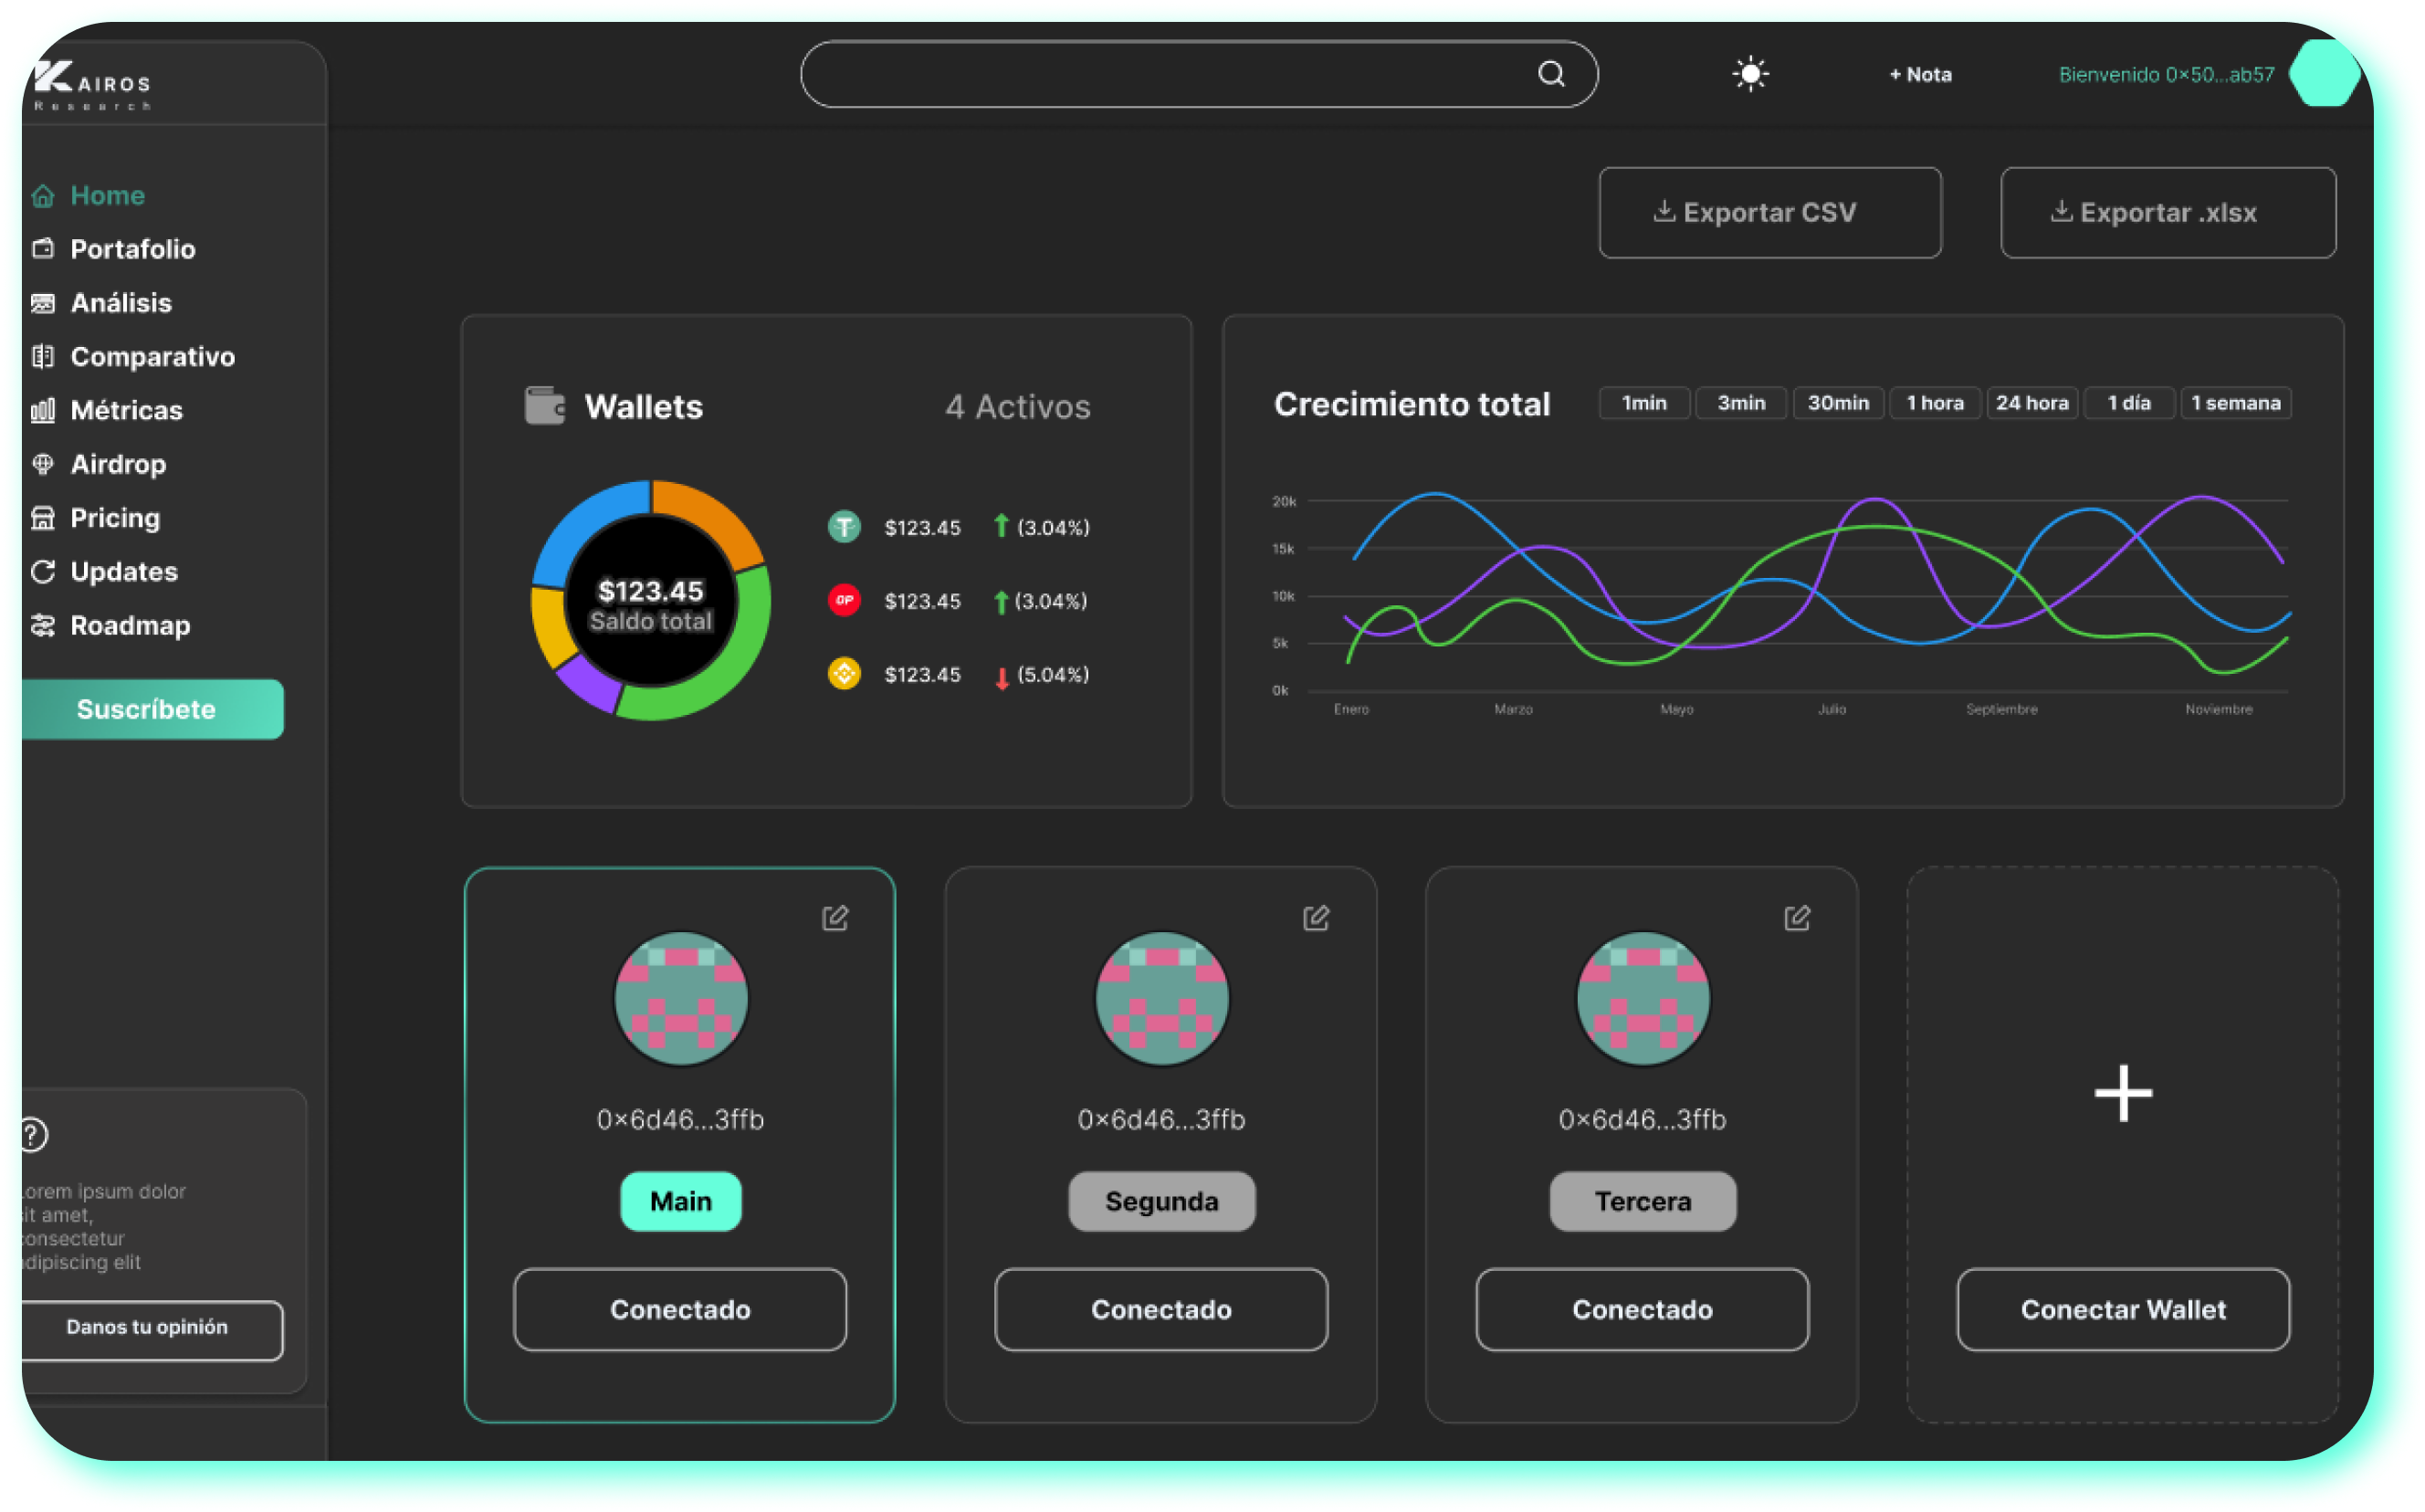 KAIROS
Research
+ Nota
Bienvenido 0×50...ab57
Home
Portafolio
Análisis
Comparativo
Métricas
Airdrop
Pricing
Updates
Roadmap
Suscríbete
Exportar CSV
Exportar .xlsx
Wallets
4 Activos
$123.45
Saldo total
$123.45 (3.04%)
OP $123.45 (3.04%)
$123.45 (5.04%)
Crecimiento total
1min 3min 30min 1 hora 24 hora 1 día 1 semana
20k
15k
10k
5k
0k
Enero Marzo Mayo Julio Septiembre Noviembre
0×6d46...3ffb
Main
Conectado
0×6d46...3ffb
Segunda
Conectado
0×6d46...3ffb
Tercera
Conectado
+
Conectar Wallet
?
orem ipsum dolor
it amet,
consectetur
dipiscing elit
Danos tu opinión